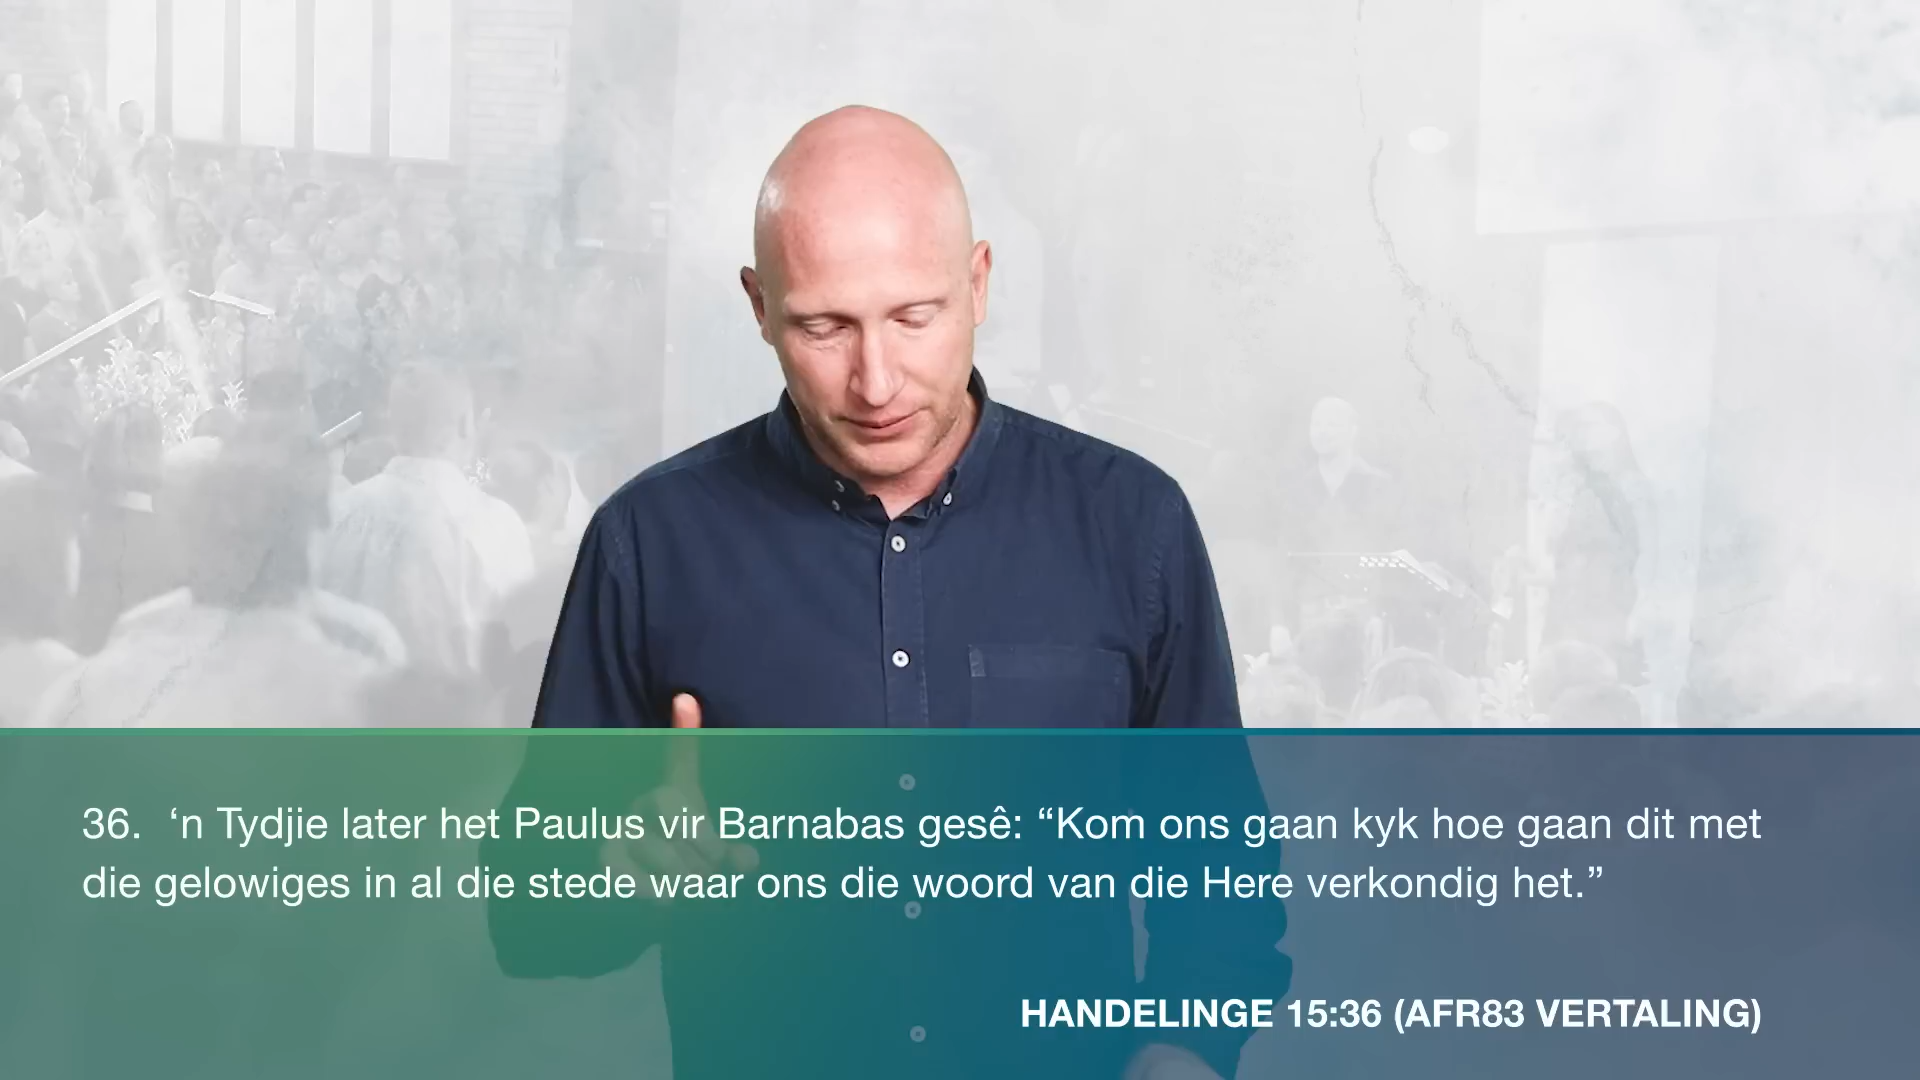 36. ‘n Tydjie later het Paulus vir Barnabas gesê: “Kom ons gaan kyk hoe gaan dit met
die gelowiges in al die stede waar ons die woord van die Here verkondig het.”
HANDELINGE 15:36 (AFR83 VERTALING)